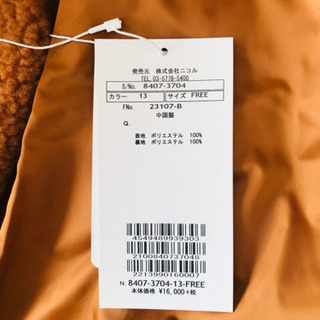 発売元 株式会社ニコル
TEL.03-5778-5400
S/No. 8407-3704
カラー 13 サイズ FREE
FNo. 23107-B
中国製
Q.
表地 ポリエステル 100%
裏地 ポリエステル 100%
4549489939303
2100840737048
2213990160007
N. 8407-3704-13-FREE
本体価格 ¥16,000+税